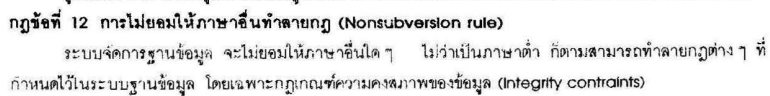 กฎข้อที่ 12 การไม่ยอมให้ภาษาอื่นทำลายกฎ (Nonsubversion rule)
ระบบจัดการฐานข้อมูล จะไม่ยอมให้ภาษาอื่นใด ๆ ไม่ว่าเป็นภาษาต่ำ ก็ตามสามารถทำลายกฎต่าง ๆ ที่
กำหนดไว้ในระบบฐานข้อมูล โดยเฉพาะกฎเกณฑ์ความคงสภาพของข้อมูล (Integrity contraints)